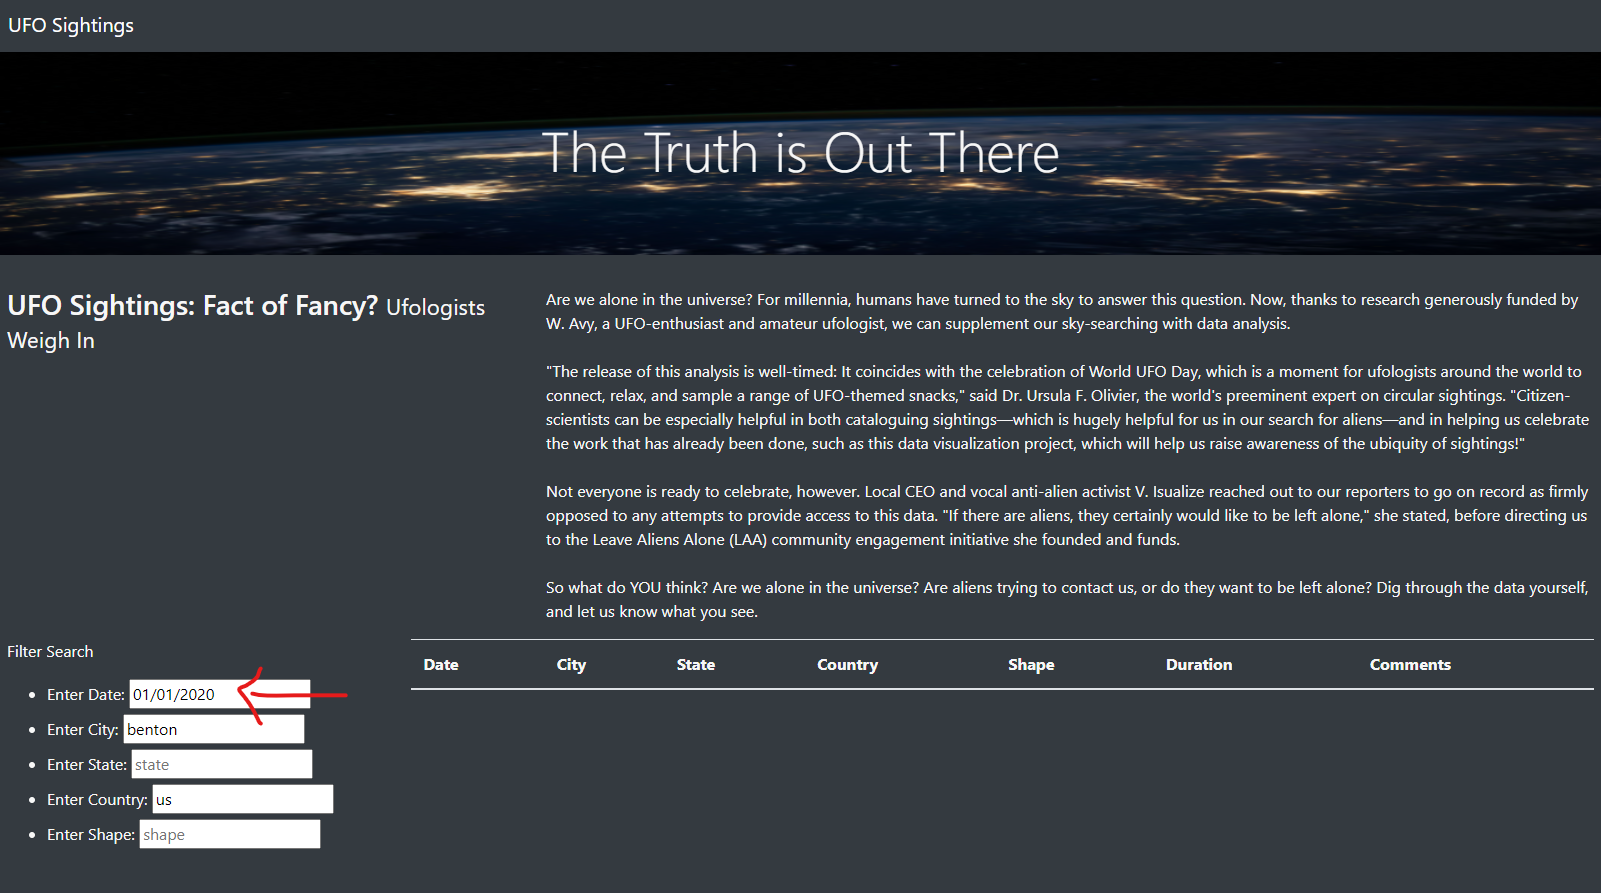 UFO Sightings
The Truth is Out There
UFO Sightings: Fact of Fancy? Ufologists
Weigh In
Are we alone in the universe? For millennia, humans have turned to the sky to answer this question. Now, thanks to research generously funded by
W. Avy, a UFO-enthusiast and amateur ufologist, we can supplement our sky-searching with data analysis.
"The release of this analysis is well-timed: It coincides with the celebration of World UFO Day, which is a moment for ufologists around the world to
connect, relax, and sample a range of UFO-themed snacks," said Dr. Ursula F. Olivier, the world's preeminent expert on circular sightings. "Citizen-
scientists can be especially helpful in both cataloguing sightings—which is hugely helpful for us in our search for aliens—and in helping us celebrate
the work that has already been done, such as this data visualization project, which will help us raise awareness of the ubiquity of sightings!"
Not everyone is ready to celebrate, however. Local CEO and vocal anti-alien activist V. Isualize reached out to our reporters to go on record as firmly
opposed to any attempts to provide access to this data. "If there are aliens, they certainly would like to be left alone," she stated, before directing us
to the Leave Aliens Alone (LAA) community engagement initiative she founded and funds.
So what do YOU think? Are we alone in the universe? Are aliens trying to contact us, or do they want to be left alone? Dig through the data yourself,
and let us know what you see.
Filter Search
Enter Date: 01/01/2020
Enter City: benton
Enter State: state
Enter Country: us
Enter Shape: shape
Date City State Country Shape Duration Comments